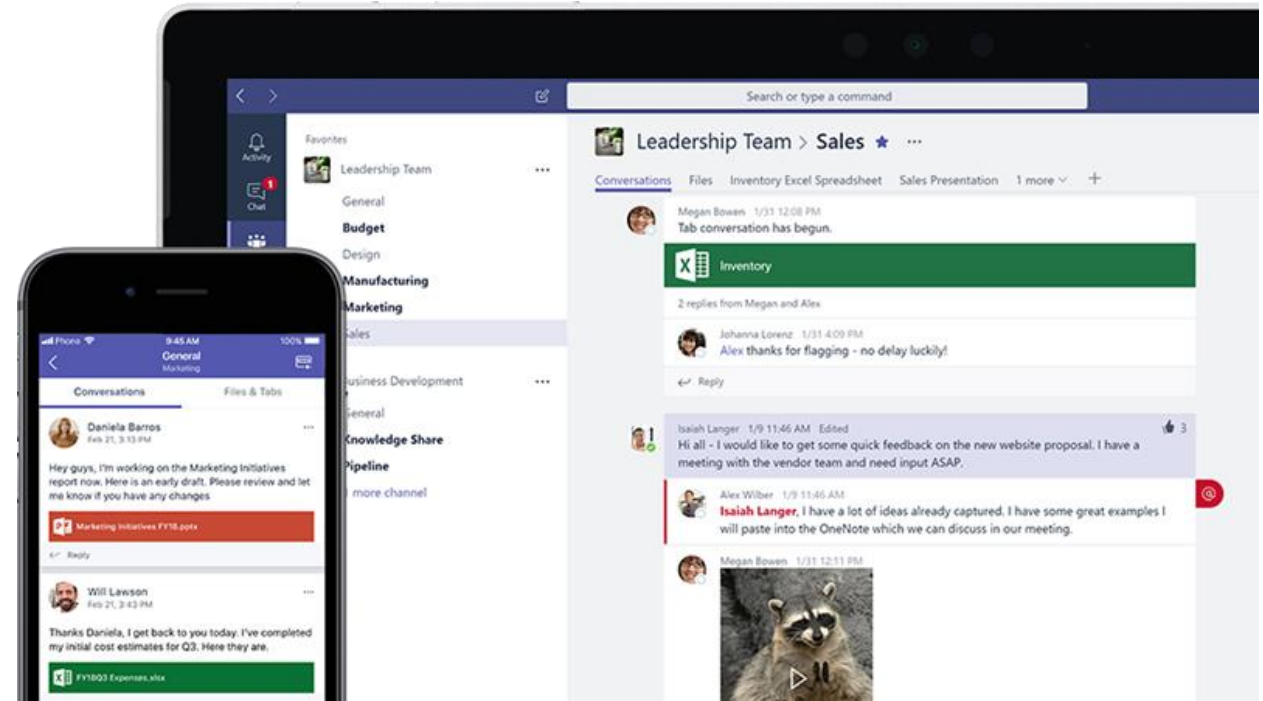 Search or type a command
Activity
Chat
1
Favorites
Leadership Team
General
Budget
Design
Manufacturing
Marketing
Sales
Business Development
General
Knowledge Share
Pipeline
1 more channel
Leadership Team > Sales
Conversations Files Inventory Excel Spreadsheet Sales Presentation 1 more
Megan Bowen 1/31 12:08 PM
Tab conversation has begun.
Inventory
2 replies from Megan and Alex
Johanna Lorenz 1/31 4:09 PM
Alex thanks for flagging - no delay luckily!
Reply
Isaiah Langer 1/9 11:46 AM Edited
3
Hi all - I would like to get some quick feedback on the new website proposal. I have a
meeting with the vendor team and need input ASAP.
Alex Wilber 1/9 11:46 AM
Isaiah Langer, I have a lot of ideas already captured. I have some great examples I
will paste into the OneNote which we can discuss in our meeting.
Megan Bowen 1/31 12:11 PM
Phone 9:45 AM 100%
General
Marketing
Conversations Files & Tabs
Daniela Barros
Feb 21, 3:13 PM
Hey guys, I'm working on the Marketing Initiatives
report now. Here is an early draft. Please review and let
me know if you have any changes
Marketing Initiatives FY18.pptx
Reply
Will Lawson
Feb 21, 3:43 PM
Thanks Daniela, I get back to you today. I've completed
my initial cost estimates for Q3. Here they are.
FY18Q3 Expenses.xlsx